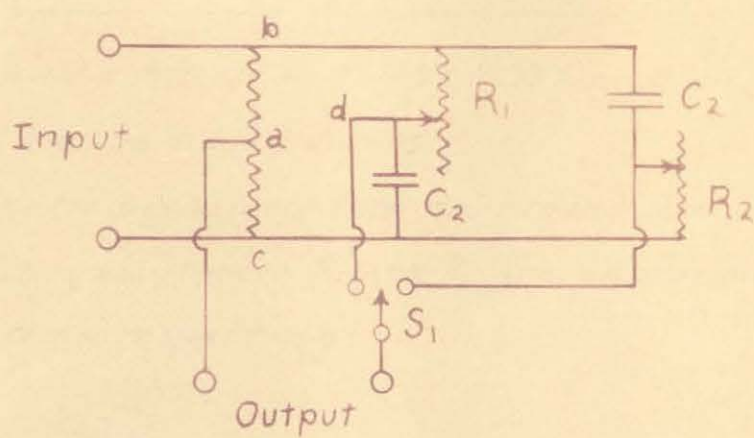 b
R₁
C₂
d
Input
a
C₂
R₂
c
S₁
Output